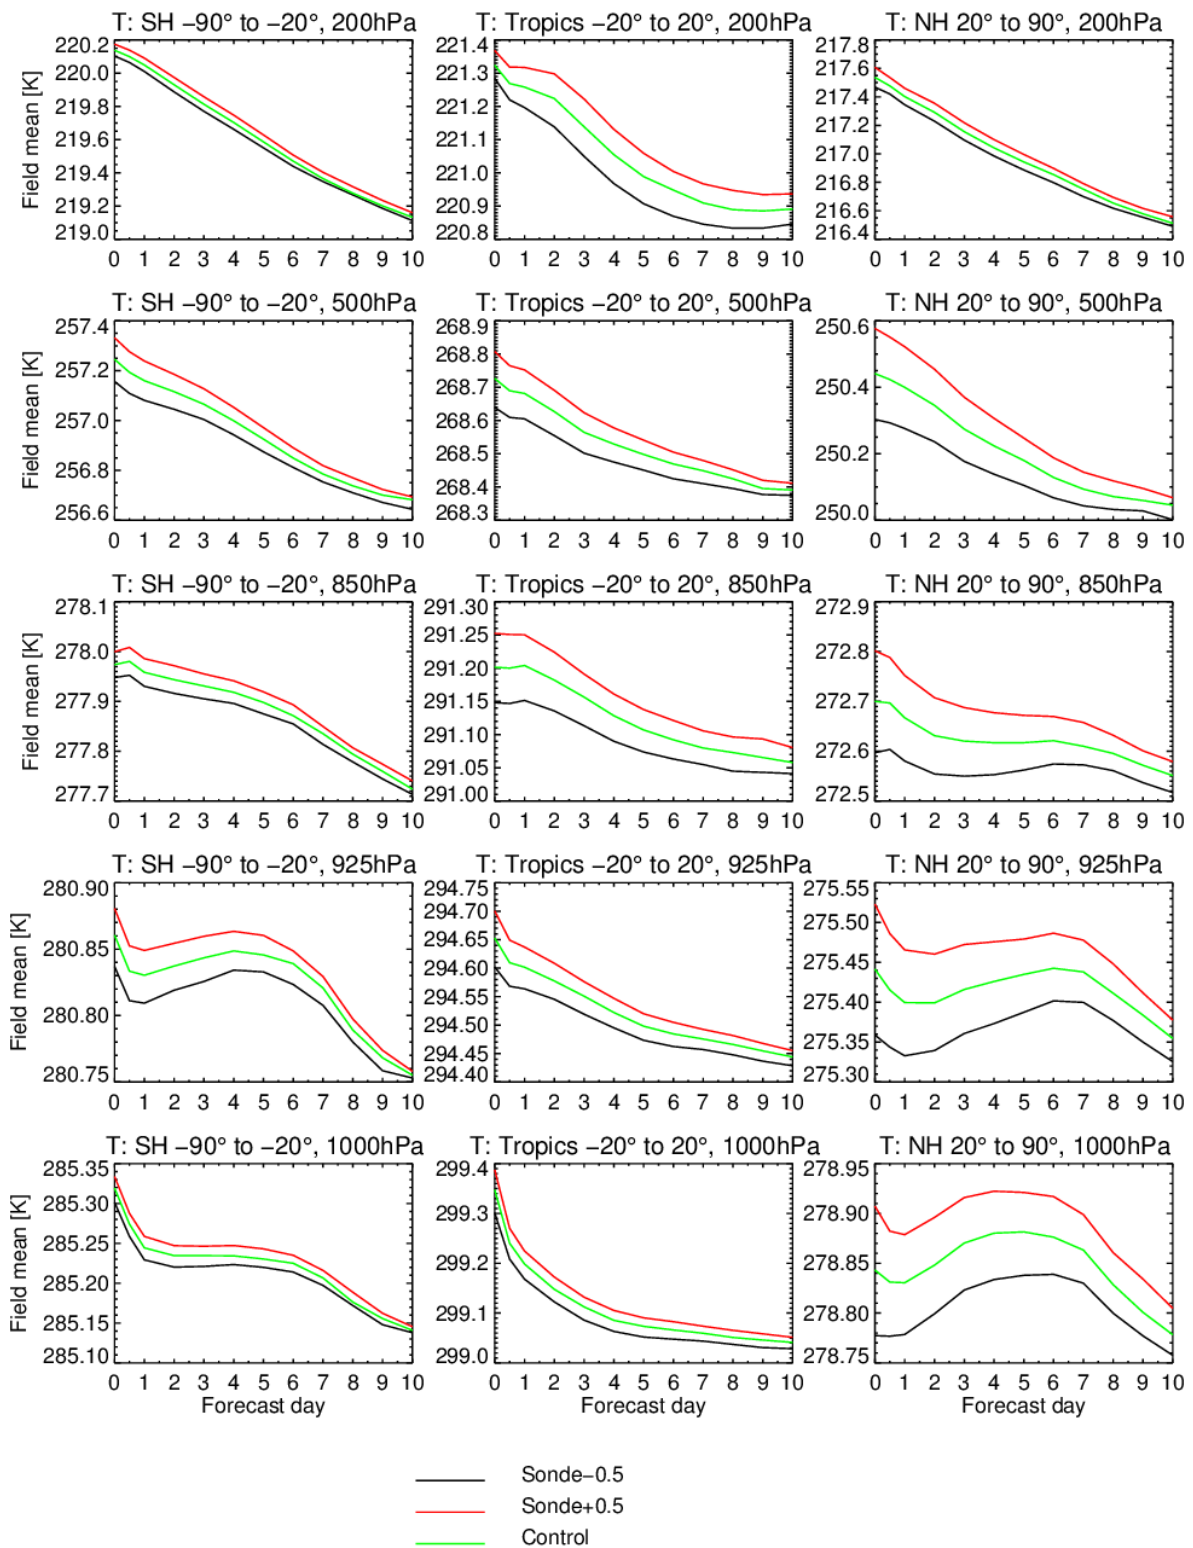 T: SH −90° to −20°, 200hPa
Field mean [K]
220.2
220.0
219.8
219.6
219.4
219.2
219.0
0 1 2 3 4 5 6 7 8 9 10
T: Tropics −20° to 20°, 200hPa
221.4
221.3
221.2
221.1
221.0
220.9
220.8
0 1 2 3 4 5 6 7 8 9 10
T: NH 20° to 90°, 200hPa
217.8
217.6
217.4
217.2
217.0
216.8
216.6
216.4
0 1 2 3 4 5 6 7 8 9 10
T: SH −90° to −20°, 500hPa
Field mean [K]
257.4
257.2
257.0
256.8
256.6
0 1 2 3 4 5 6 7 8 9 10
T: Tropics −20° to 20°, 500hPa
268.9
268.8
268.7
268.6
268.5
268.4
268.3
0 1 2 3 4 5 6 7 8 9 10
T: NH 20° to 90°, 500hPa
250.6
250.4
250.2
250.0
0 1 2 3 4 5 6 7 8 9 10
T: SH −90° to −20°, 850hPa
Field mean [K]
278.1
278.0
277.9
277.8
277.7
0 1 2 3 4 5 6 7 8 9 10
T: Tropics −20° to 20°, 850hPa
291.30
291.25
291.20
291.15
291.10
291.05
291.00
0 1 2 3 4 5 6 7 8 9 10
T: NH 20° to 90°, 850hPa
272.9
272.8
272.7
272.6
272.5
0 1 2 3 4 5 6 7 8 9 10
T: SH −90° to −20°, 925hPa
Field mean [K]
280.90
280.85
280.80
280.75
0 1 2 3 4 5 6 7 8 9 10
T: Tropics −20° to 20°, 925hPa
294.75
294.70
294.65
294.60
294.55
294.50
294.45
294.40
0 1 2 3 4 5 6 7 8 9 10
T: NH 20° to 90°, 925hPa
275.55
275.50
275.45
275.40
275.35
275.30
0 1 2 3 4 5 6 7 8 9 10
T: SH −90° to −20°, 1000hPa
Field mean [K]
285.35
285.30
285.25
285.20
285.15
285.10
0 1 2 3 4 5 6 7 8 9 10
Forecast day
T: Tropics −20° to 20°, 1000hPa
299.4
299.3
299.2
299.1
299.0
0 1 2 3 4 5 6 7 8 9 10
Forecast day
T: NH 20° to 90°, 1000hPa
278.95
278.90
278.85
278.80
278.75
0 1 2 3 4 5 6 7 8 9 10
Forecast day
Sonde−0.5
Sonde+0.5
Control